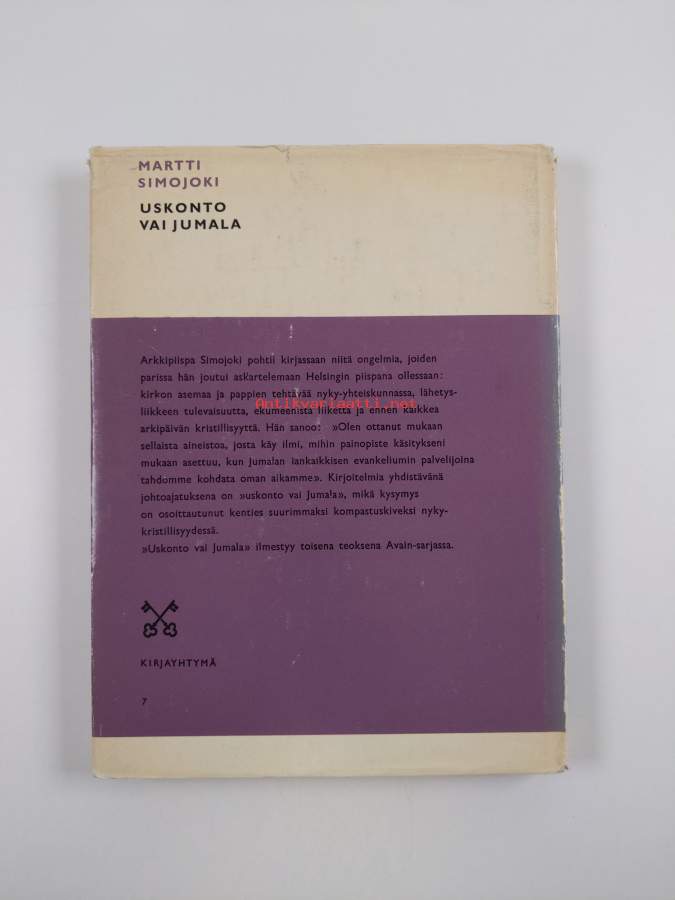 MARTTI
SIMOJOKI
USKONTO
VAI JUMALA
Arkkipiispa Simojoki pohtii kirjassaan niitä ongelmia, joiden
parissa hän joutui askartelemaan Helsingin piispana ollessaan:
kirkon asemaa ja pappien tehtävää nyky-yhteiskunnassa, lähetys-
Antikvariaatti.net
liikkeen tulevaisuutta, ekumeenista liikettä ja ennen kaikkea
arkipäivän kristillisyyttä. Hän sanoo: »Olen ottanut mukaan
sellaista aineistoa, josta käy ilmi, mihin painopiste käsitykseni
mukaan asettuu, kun Jumalan iankaikkisen evankeliumin palvelijoina
tahdomme kohdata oman aikamme». Kirjoitelmia yhdistävänä
johtoajatuksena on »uskonto vai Jumala», mikä kysymys
on osoittautunut kenties suurimmaksi kompastuskiveksi nyky-
kristillisyydessä.
»Uskonto vai Jumala» ilmestyy toisena teoksena Avain-sarjassa.
KIRJAYHTYMÄ
7